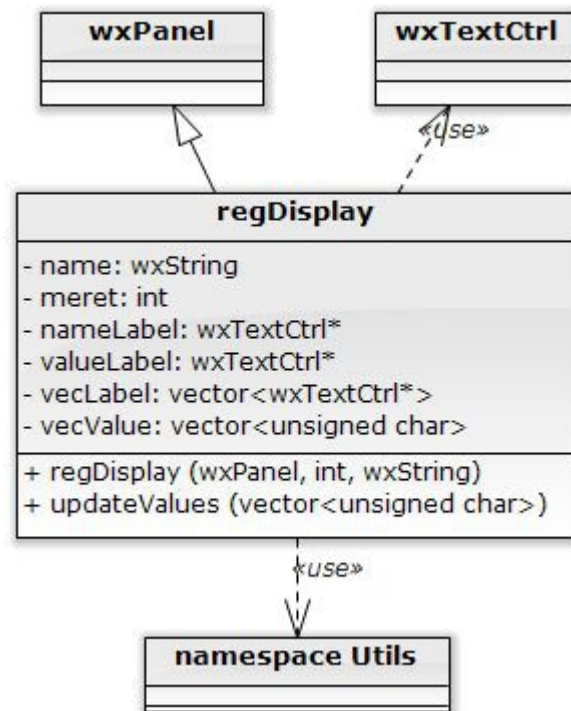 wxPanel
wxTextCtrl
«use»
regDisplay
- name: wxString
- meret: int
- nameLabel: wxTextCtrl*
- valueLabel: wxTextCtrl*
- vecLabel: vector<wxTextCtrl*>
- vecValue: vector<unsigned char>
+ regDisplay (wxPanel, int, wxString)
+ updateValues (vector<unsigned char>)
«use»
namespace Utils